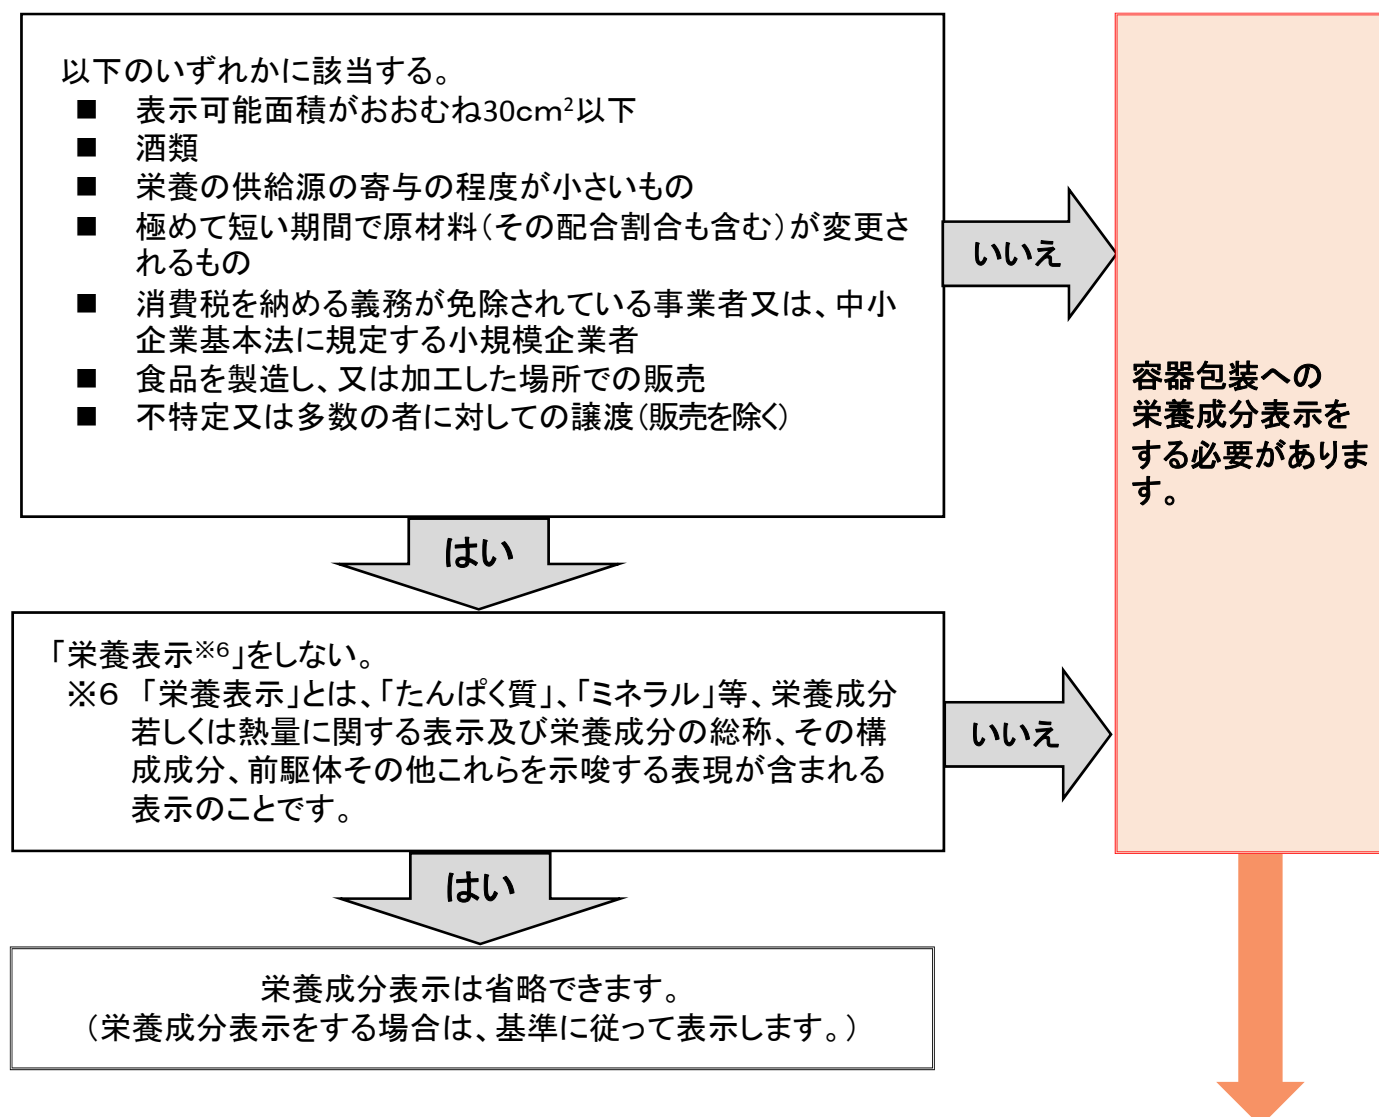 以下のいずれかに該当する。
■ 表示可能面積がおおむね30cm²以下
■ 酒類
■ 栄養の供給源の寄与の程度が小さいもの
■ 極めて短い期間で原材料（その配合割合も含む）が変更さ
れるもの
■ 消費税を納める義務が免除されている事業者又は、中小
企業基本法に規定する小規模企業者
■ 食品を製造し、又は加工した場所での販売
■ 不特定又は多数の者に対しての譲渡（販売を除く）
いいえ
容器包装への
栄養成分表示を
する必要がありま
す。
はい
「栄養表示※6」をしない。
※6 「栄養表示」とは、「たんぱく質」、「ミネラル」等、栄養成分
若しくは熱量に関する表示及び栄養成分の総称、その構
成成分、前駆体その他これらを示唆する表現が含まれる
表示のことです。
いいえ
はい
栄養成分表示は省略できます。
（栄養成分表示をする場合は、基準に従って表示します。）